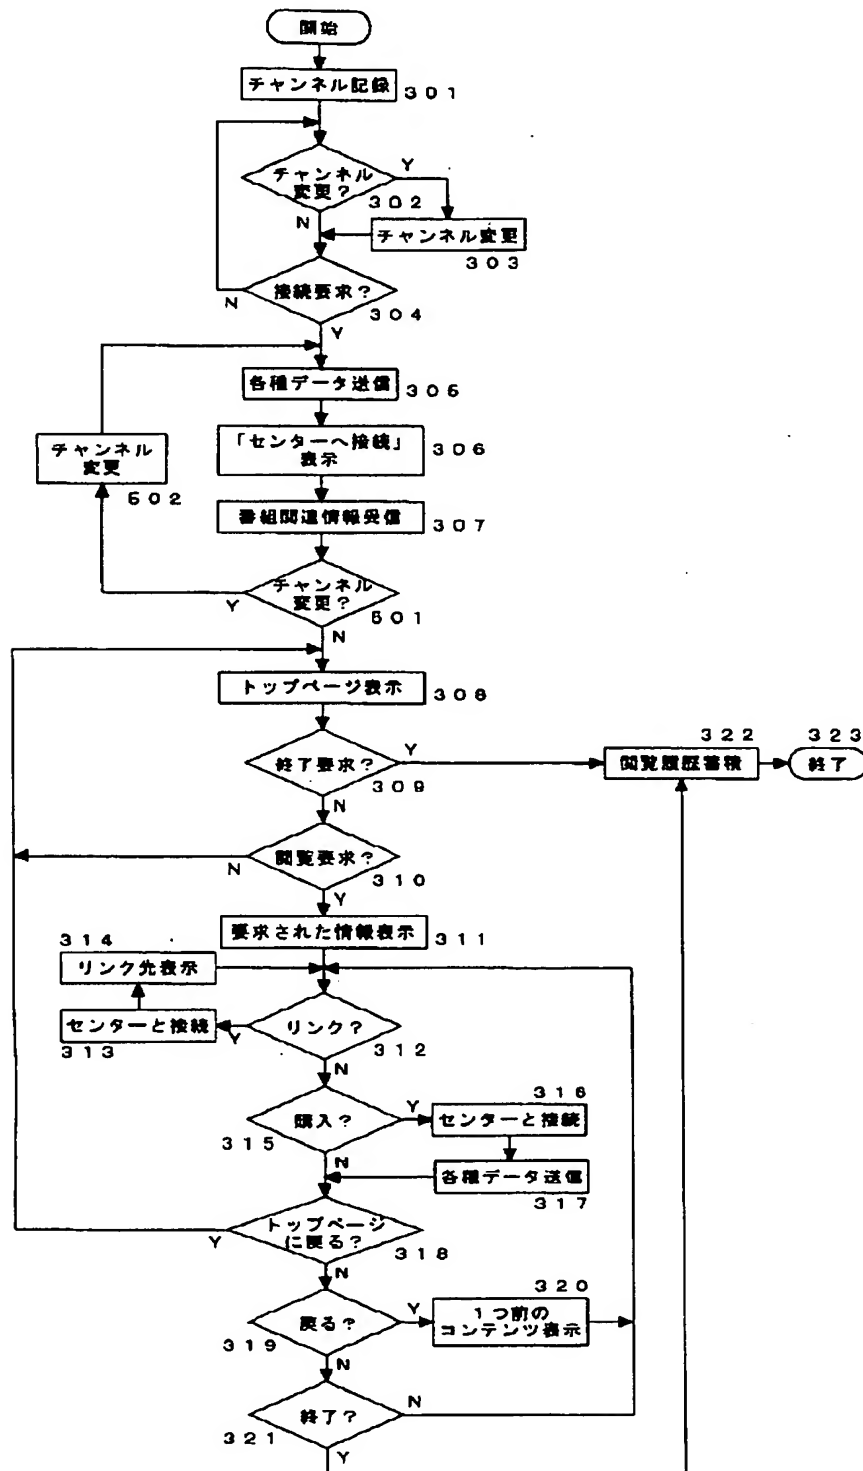 開始
チャンネル記録
301
チャンネル
変更?
Y
302
N
チャンネル変更
303
接続要求?
N
304
Y
各種データ送信
305
「センターへ接続」
表示
306
チャンネル
変更
502
番組関連情報受信
307
チャンネル
変更?
Y
501
N
トップページ表示
308
終了要求?
Y
309
N
閲覧履歴蓄積
322
終了
323
閲覧要求?
N
310
Y
要求された情報表示
311
314
リンク先表示
リンク?
センターと接続
Y
313
312
N
購入?
Y
315
N
316
センターと接続
各種データ送信
317
トップページ
に戻る?
Y
318
N
戻る?
Y
319
N
320
1つ前の
コンテンツ表示
終了?
N
321
Y